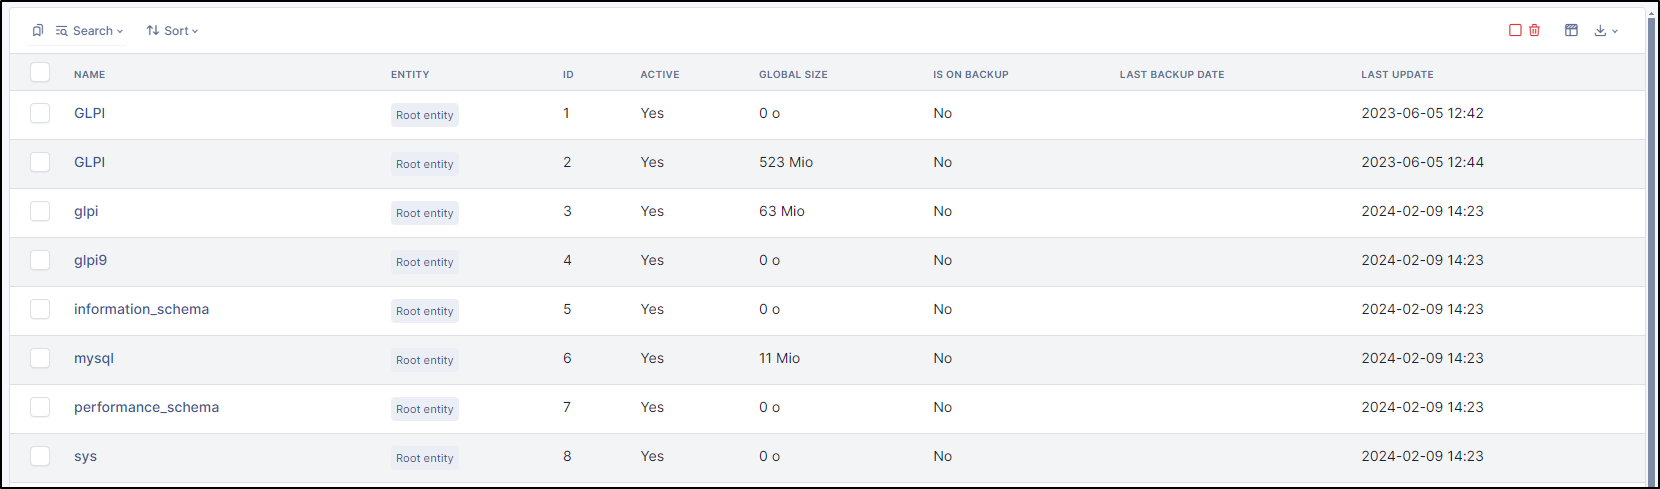 Search Sort
NAME ENTITY ID ACTIVE GLOBAL SIZE IS ON BACKUP LAST BACKUP DATE LAST UPDATE
GLPI Root entity 1 Yes 0 o No 2023-06-05 12:42
GLPI Root entity 2 Yes 523 Mio No 2023-06-05 12:44
glpi Root entity 3 Yes 63 Mio No 2024-02-09 14:23
glpi9 Root entity 4 Yes 0 o No 2024-02-09 14:23
information_schema Root entity 5 Yes 0 o No 2024-02-09 14:23
mysql Root entity 6 Yes 11 Mio No 2024-02-09 14:23
performance_schema Root entity 7 Yes 0 o No 2024-02-09 14:23
sys Root entity 8 Yes 0 o No 2024-02-09 14:23